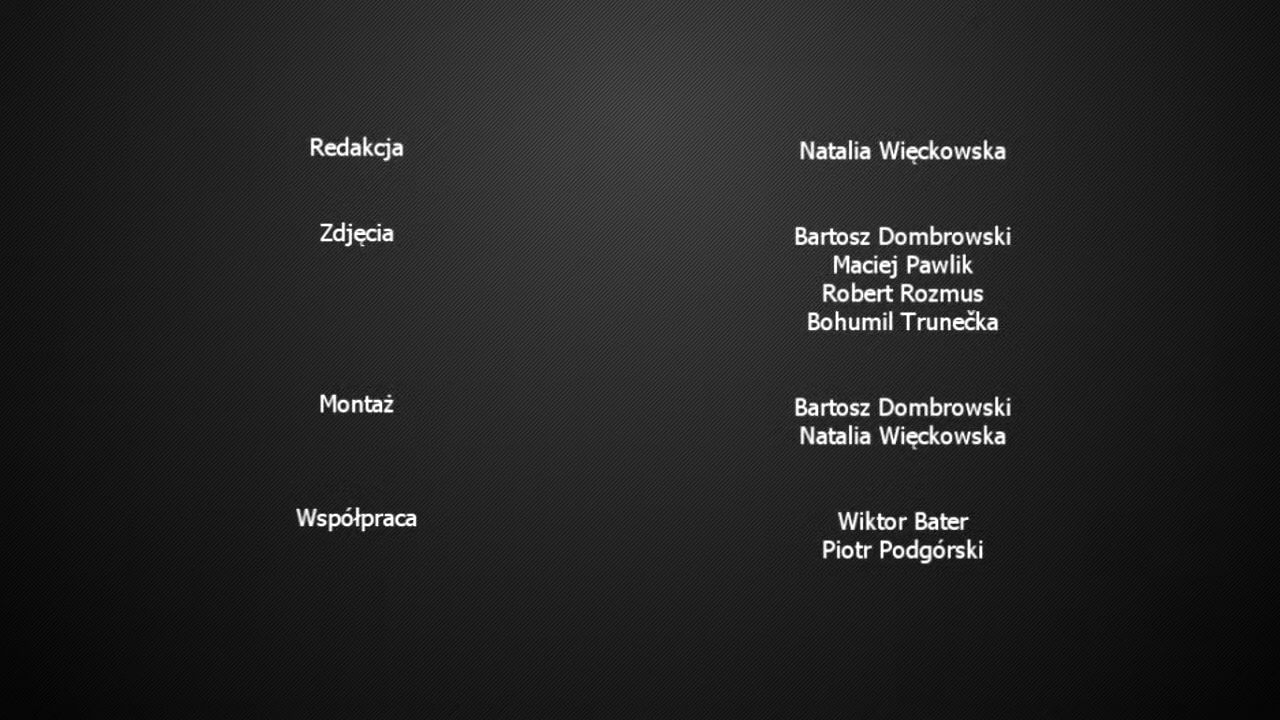 Redakcja
Natalia Więckowska
Zdjęcia
Bartosz Dombrowski
Maciej Pawlik
Robert Rozmus
Bohumil Trunečka
Montaż
Bartosz Dombrowski
Natalia Więckowska
Współpraca
Wiktor Bater
Piotr Podgórski